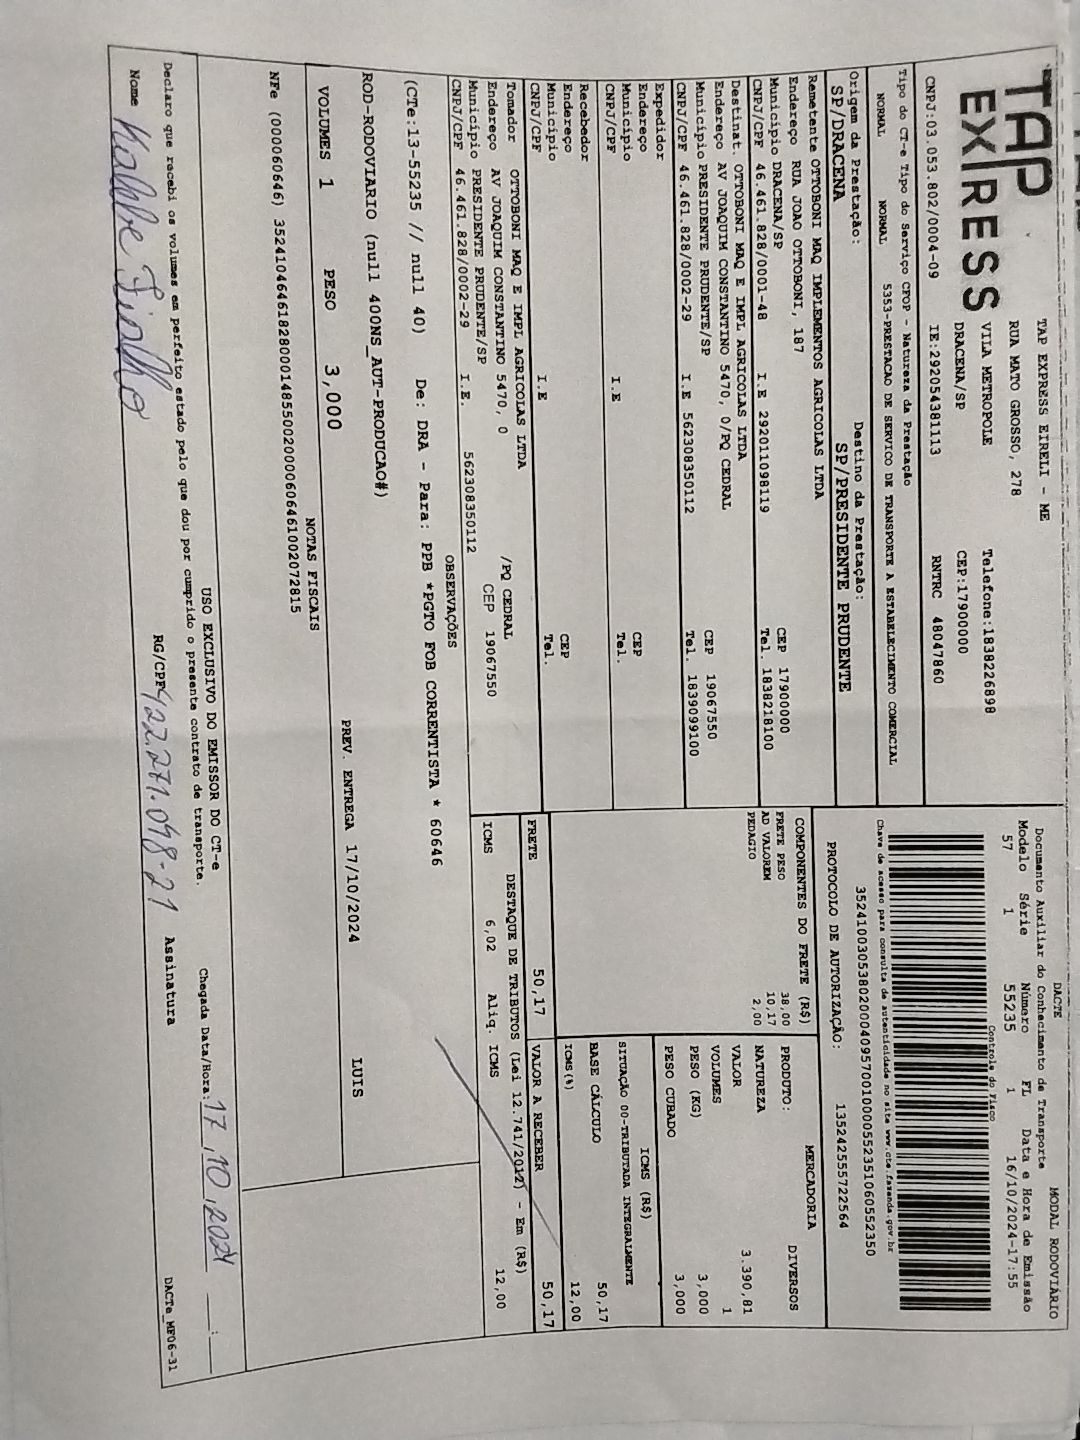 TAP
EXPRESS
TAP EXPRESS EIRELI - ME
RUA MATO GROSSO, 278
VILA METROPOLE
DRACENA/SP
Telefone:1838226898
CEP:17900000
CNPJ:03.053.802/0004-09 IE:292054381113 RNTRC 48047860
Tipo do CT-e Tipo do Serviço CFOP - Natureza da Prestação
NORMAL NORMAL 5353-PRESTACAO DE SERVICO DE TRANSPORTE A ESTABELECIMENTO COMERCIAL
Origem da Prestação: Destino da Prestação:
SP/DRACENA SP/PRESIDENTE PRUDENTE
DACTE MODAL RODOVIÁRIO
Documento Auxiliar do Conhecimento de Transporte
Modelo Série Número FL Data e Hora de Emissão
57 1 55235 1 16/10/2024-17:55
Controle do Fisco
Chave de acesso para consulta de autenticidade no site www.cte.fazenda.gov.br
35241003053802000409570010000552351060552350
PROTOCOLO DE AUTORIZAÇÃO: 135242555722564
Remetente OTTOBONI MAQ IMPLEMENTOS AGRICOLAS LTDA
Endereço RUA JOAO OTTOBONI, 187
Município DRACENA/SP CEP 17900000
CNPJ/CPF 46.461.828/0001-48 I.E 292011098119 Tel. 1838218100
Destinat. OTTOBONI MAQ E IMPL AGRICOLAS LTDA
Endereço AV JOAQUIM CONSTANTINO 5470, 0/PQ CEDRAL
Município PRESIDENTE PRUDENTE/SP CEP 19067550
CNPJ/CPF 46.461.828/0002-29 I.E 562308350112 Tel. 1839099100
Expedidor
Endereço
Município CEP
CNPJ/CPF I.E Tel.
Recebedor
Endereço
Município CEP
CNPJ/CPF I.E Tel.
Tomador OTTOBONI MAQ E IMPL AGRICOLAS LTDA
Endereço AV JOAQUIM CONSTANTINO 5470, 0 /PQ CEDRAL
Município PRESIDENTE PRUDENTE/SP CEP 19067550
CNPJ/CPF 46.461.828/0002-29 I.E. 562308350112
COMPONENTES DO FRETE (R$)
FRETE PESO 38,00
AD VALOREM 10,17
PEDAGIO 2,00
MERCADORIA
PRODUTO: DIVERSOS
NATUREZA
VALOR 3.390,81
VOLUMES 1
PESO (KG) 3,000
PESO CUBADO 3,000
ICMS (R$)
SITUAÇÃO 00-TRIBUTADA INTEGRALMENTE
BASE CÁLCULO 50,17
ICMS(%) 12,00
FRETE 50,17 VALOR A RECEBER 50,17
DESTAQUE DE TRIBUTOS (Lei 12.741/2012) - Em (R$)
ICMS 6,02 Aliq. ICMS 12,00
OBSERVAÇÕES
(CTe:13-55235 // null 40) De: DRA - Para: PPB *PGTO FOB CORRENTISTA * 60646
ROD-RODOVIARIO (null 400NS_AUT-PRODUCAO#)
VOLUMES 1 PESO 3,000 PREV. ENTREGA 17/10/2024 LUIS
NOTAS FISCAIS
NFe (000060646) 35241046461828000148550020000606461002072815
USO EXCLUSIVO DO EMISSOR DO CT-e
Declaro que recebi os volumes em perfeito estado pelo que dou por cumprido o presente contrato de transporte.
Chegada Data/Hora: 17,10,2024 __:__
Nome RG/CPF 422.271.098-21 Assinatura
DACTe_MF06-31